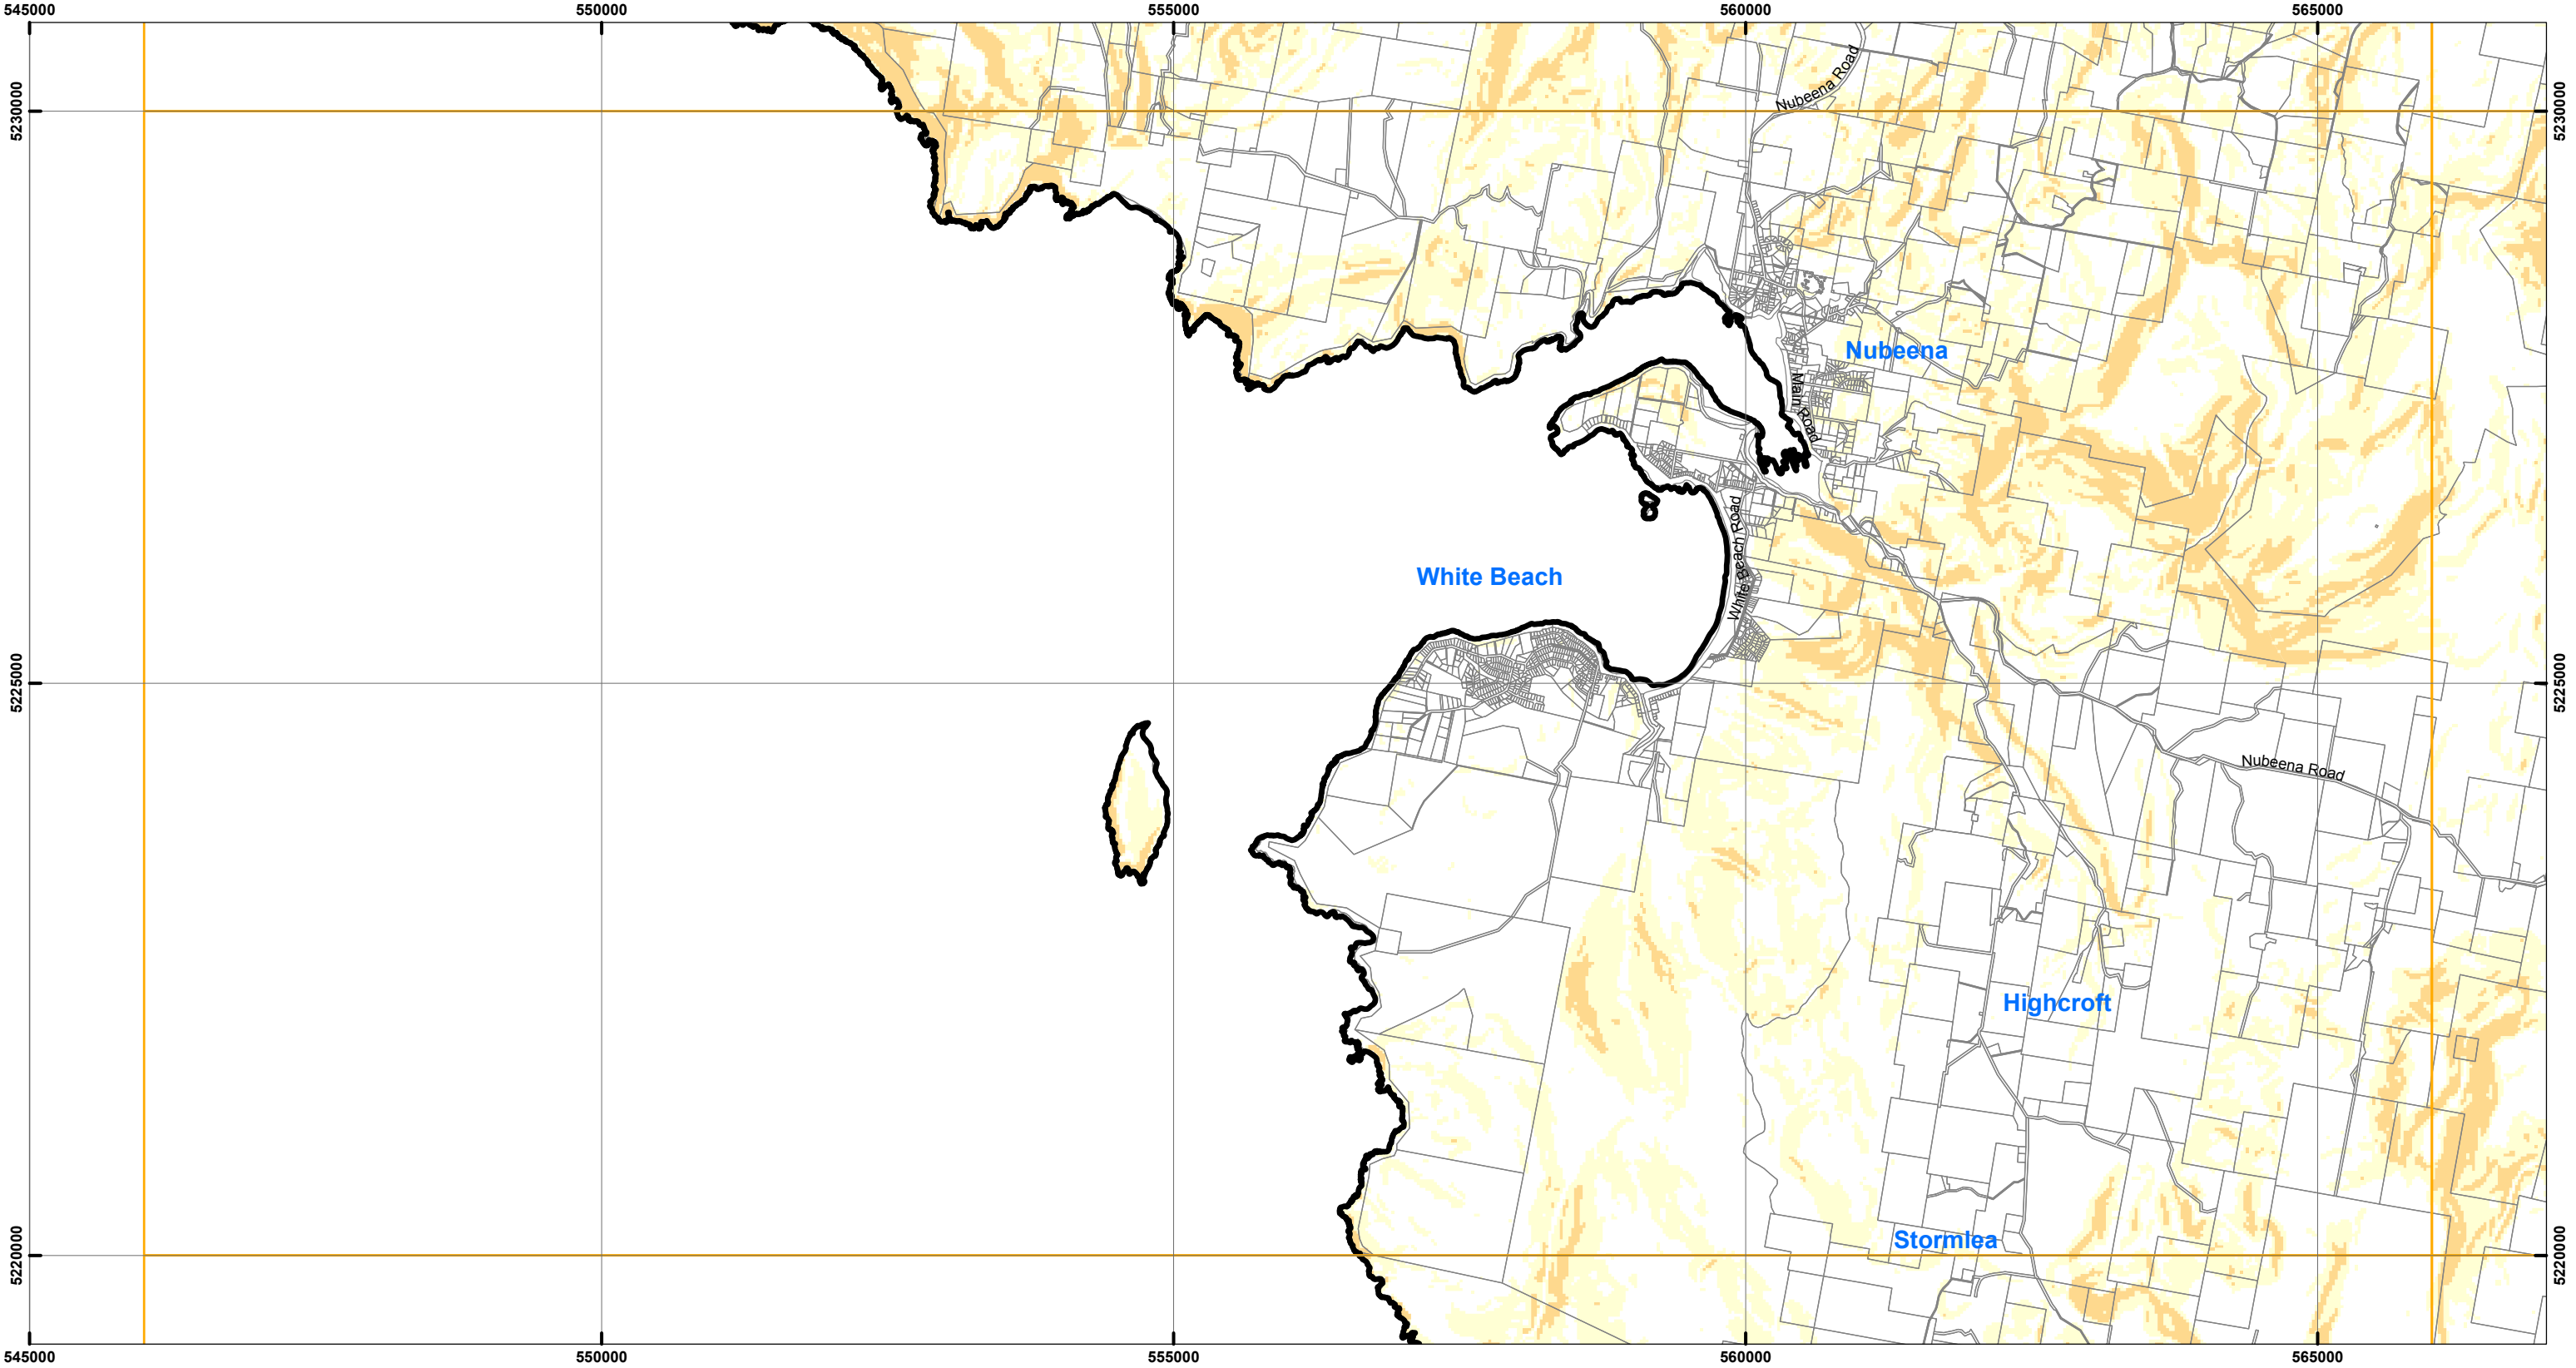 545000
550000
555000
560000
565000
Nubeena Road
5230000
5230000
Nubeena
Main Road
White Beach Road
White Beach
5225000
5225000
Nubeena Road
Highcroft
Stormlea
5220000
5220000
545000
550000
555000
560000
565000